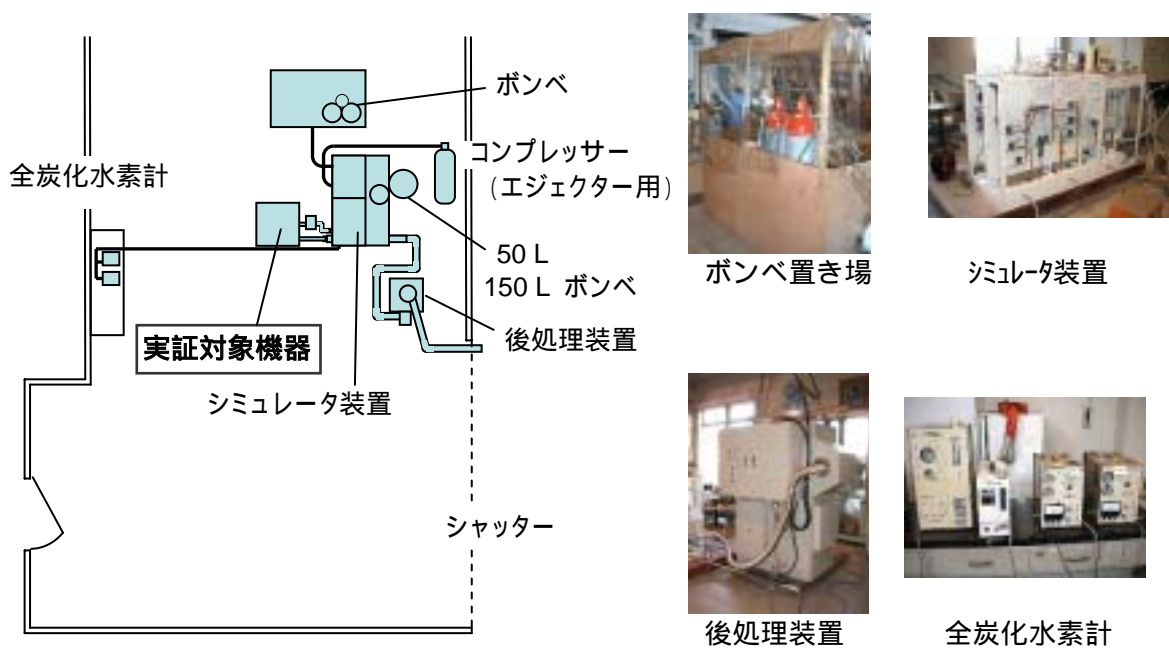 ボンベ
全炭化水素計
コンプレッサー
(エジェクター用)
50 L
150 L ボンベ
後処理装置
実証対象機器
シミュレータ装置
シャッター
ボンベ置き場
ｼﾐｭﾚｰﾀ装置
後処理装置
全炭化水素計